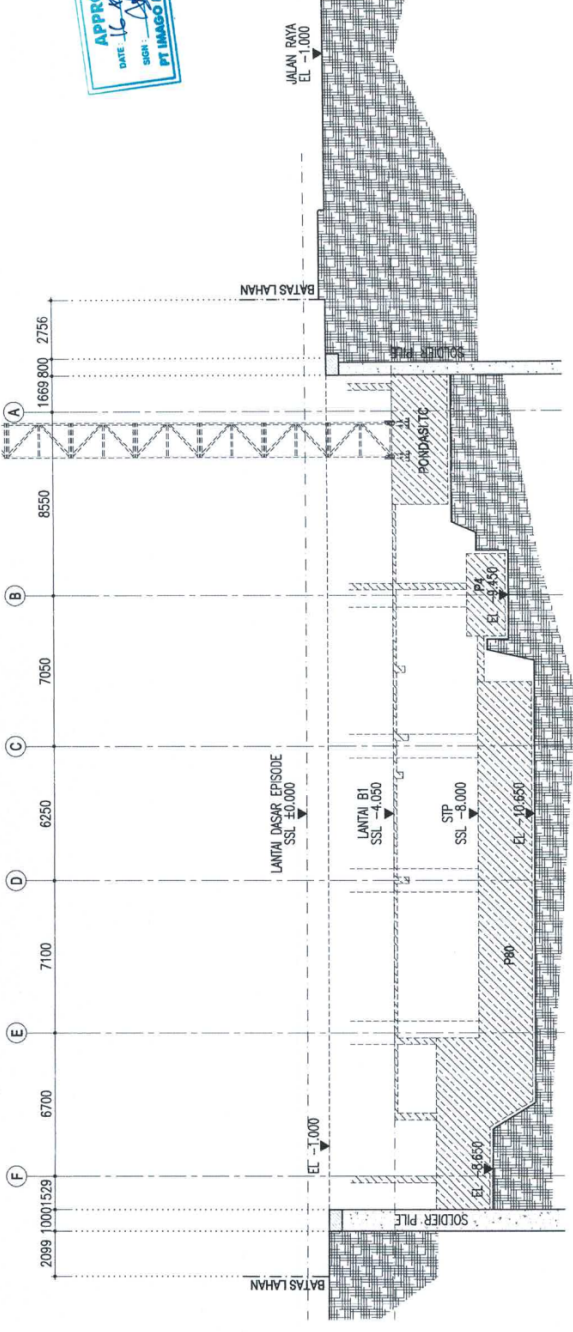 2099
1000
1529
6700
7100
6250
7050
8550
1669
800
2756
F
E
D
C
B
A
APPRO
DATE: 16
SIGN:
PT IMAGO
BATAS LAHAN
BATAS LAHAN
JALAN RAYA
EL -1.000
EL -1.000
LANTAI DASAR EPISODE
SSL ±0.000
LANTAI B1
SSL -4.050
STP
SSL -8.000
EL -10.650
P80
EL -8.650
P4
EL -9.450
PONDASI TC
SOLDIER PILE
SOLDIER PILE